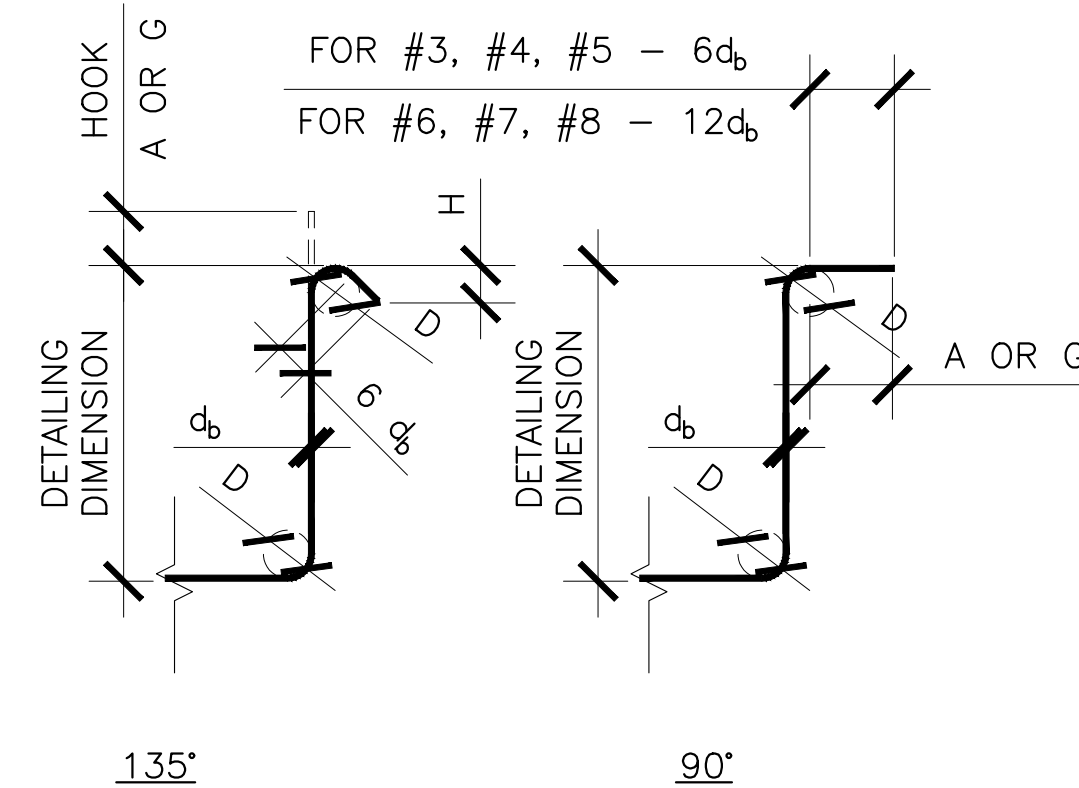 HOOK
A OR G
FOR #3, #4, #5 – 6db
FOR #6, #7, #8 – 12db
H
D
DETAILING
DIMENSION
6 db
db
D
135°
D
A OR G
DETAILING
DIMENSION
db
D
90°